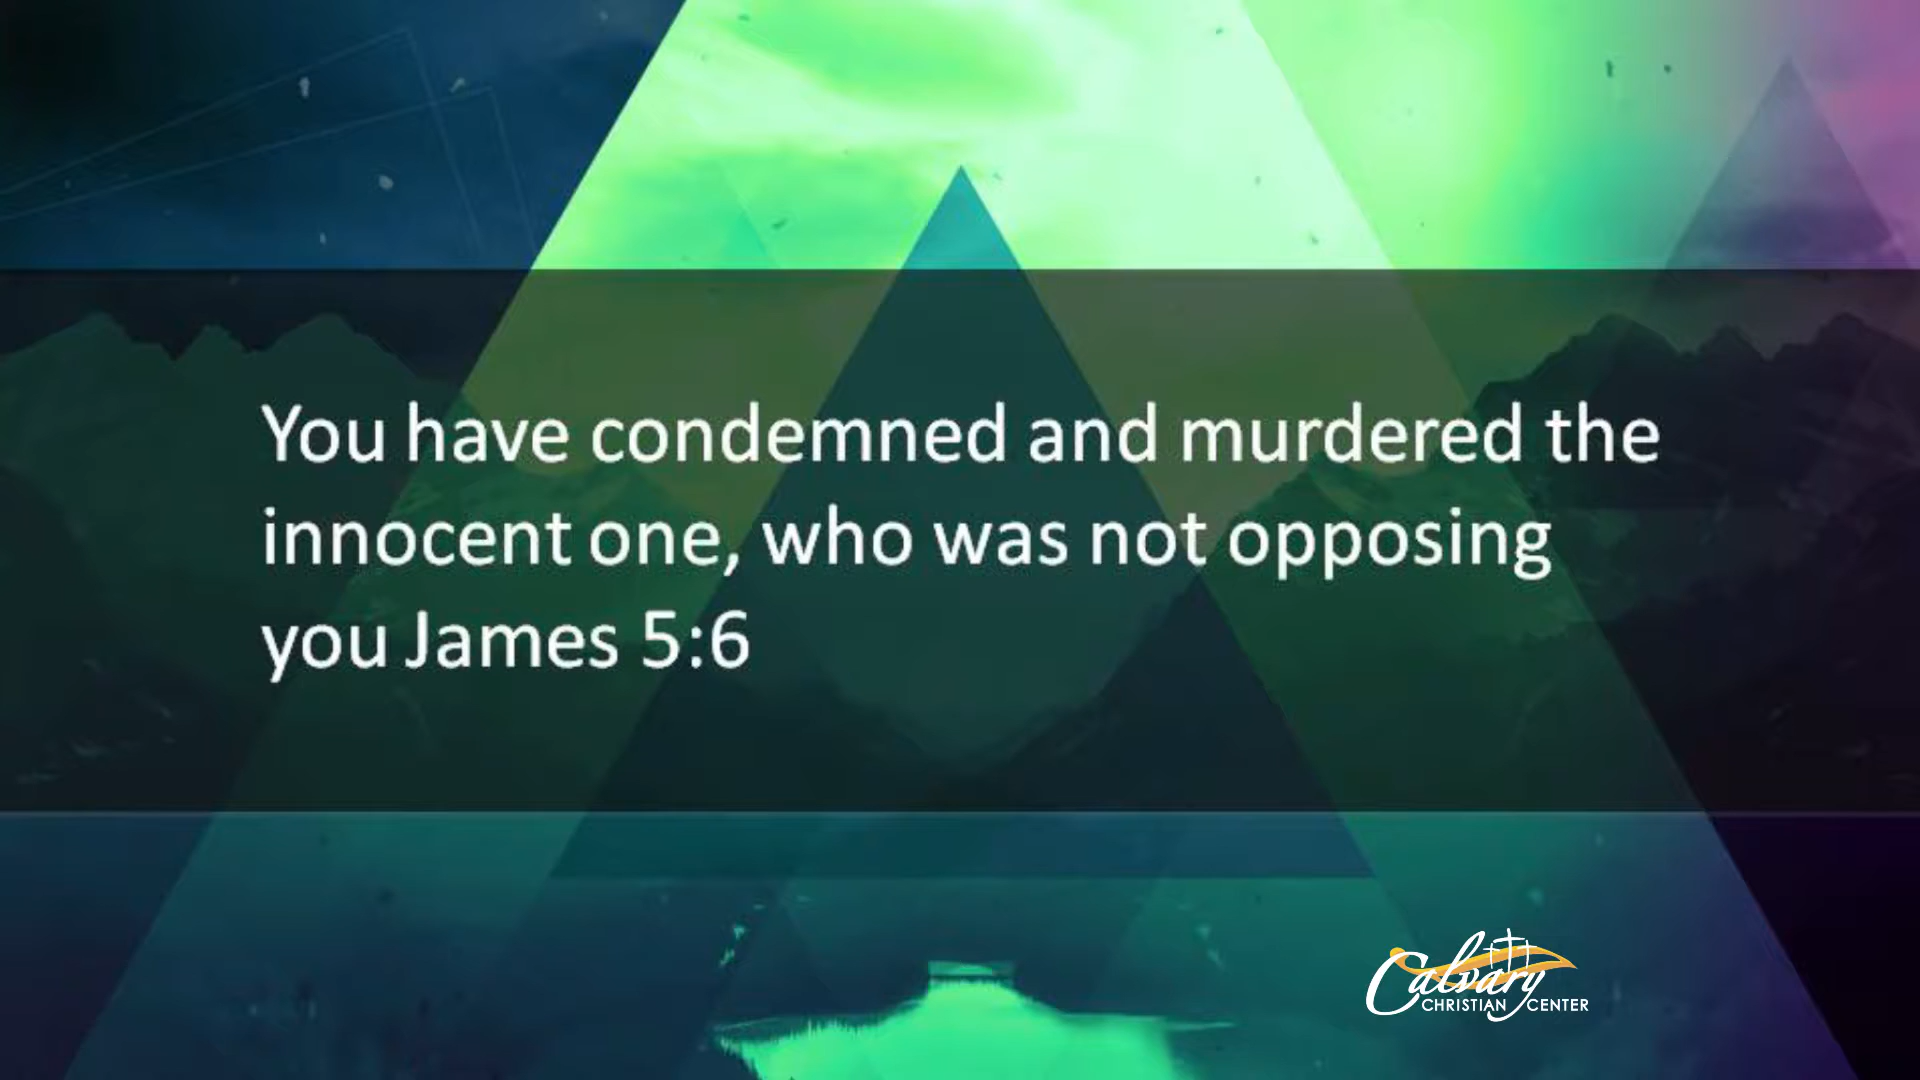 You have condemned and murdered the
innocent one, who was not opposing
you James 5:6
Calvary
CHRISTIAN CENTER